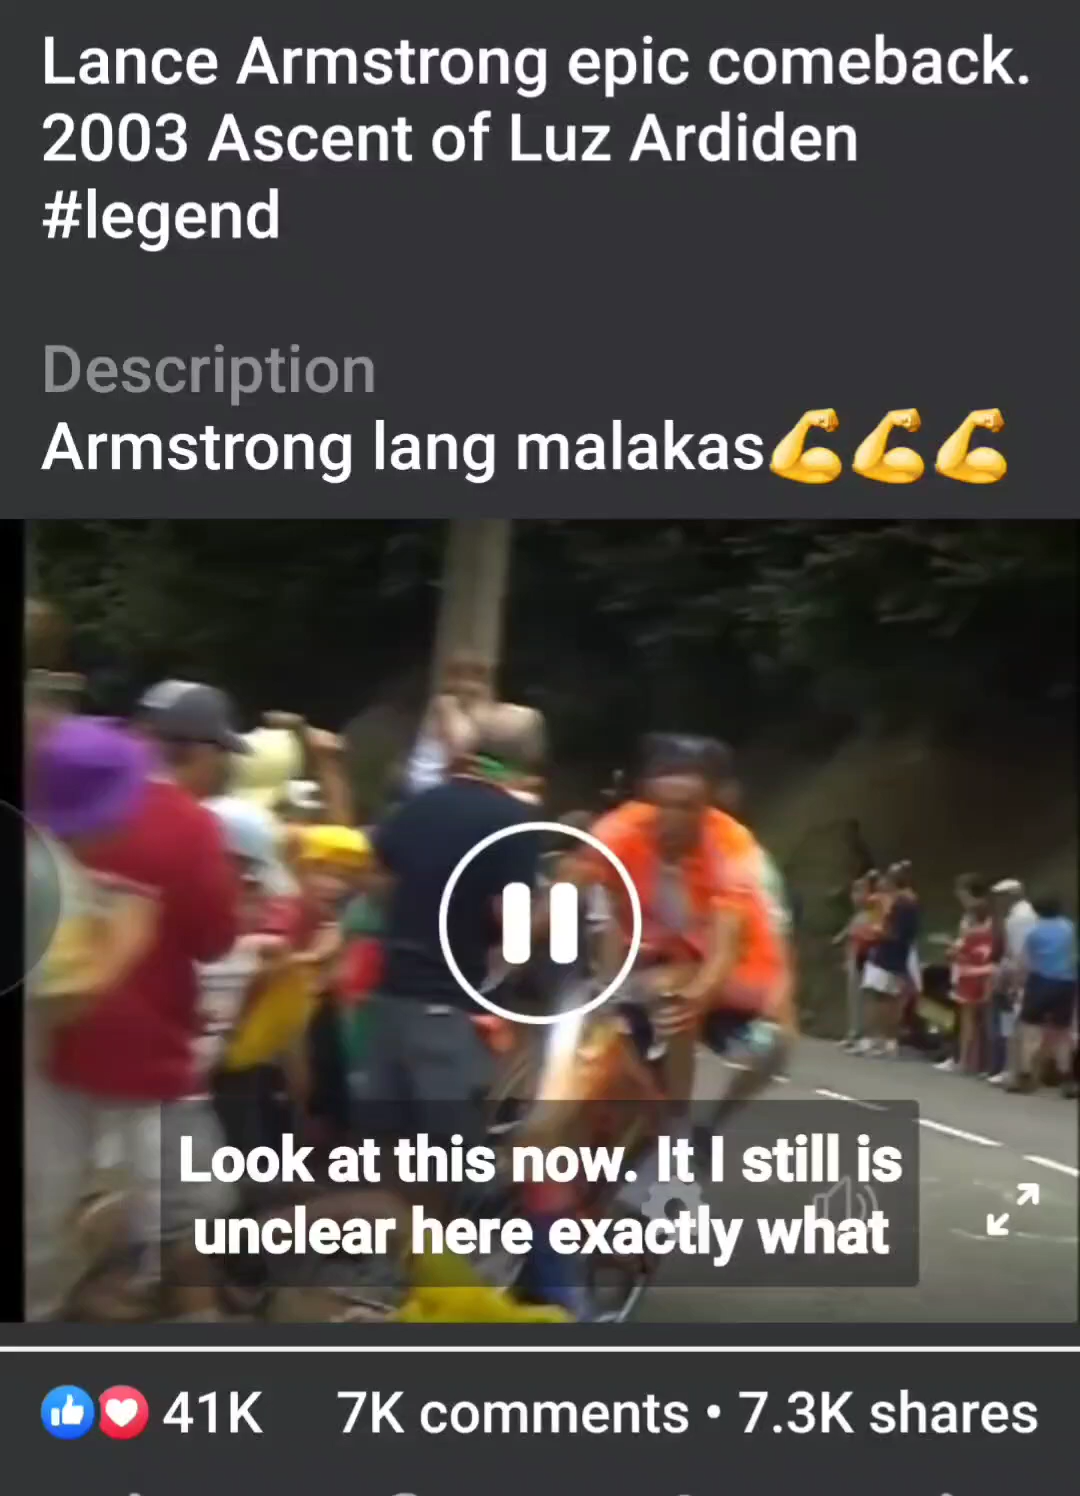 Lance Armstrong epic comeback.
2003 Ascent of Luz Ardiden
#legend
Description
Armstrong lang malakas💪💪💪
Look at this now. It I still is
unclear here exactly what
41K 7K comments • 7.3K shares